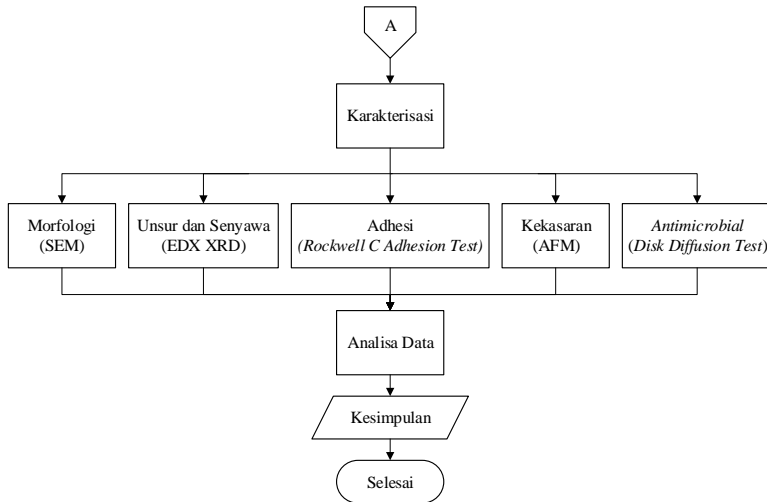 A
Karakterisasi
Morfologi
(SEM)
Unsur dan Senyawa
(EDX XRD)
Adhesi
(Rockwell C Adhesion Test)
Kekasaran
(AFM)
Antimicrobial
(Disk Diffusion Test)
Analisa Data
Kesimpulan
Selesai